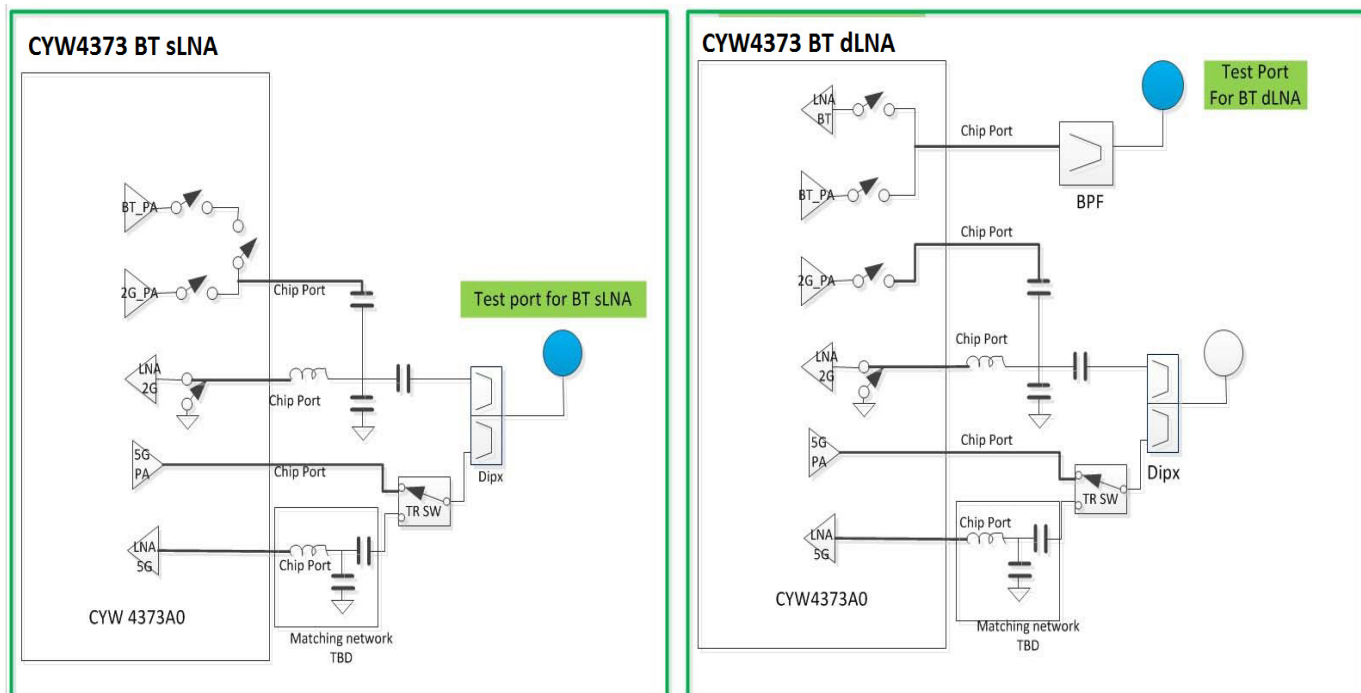 CYW4373 BT sLNA
BT_PA
2G_PA
Chip Port
Test port for BT sLNA
LNA
2G
Chip Port
5G
PA
Chip Port
Dipx
TR SW
LNA
5G
Chip Port
CYW 4373A0
Matching network
TBD
CYW4373 BT dLNA
Test Port
For BT dLNA
LNA
BT
Chip Port
BT_PA
BPF
Chip Port
2G_PA
Chip Port
LNA
2G
5G
PA
Chip Port
Dipx
TR SW
Chip Port
LNA
5G
CYW4373A0
Matching network
TBD